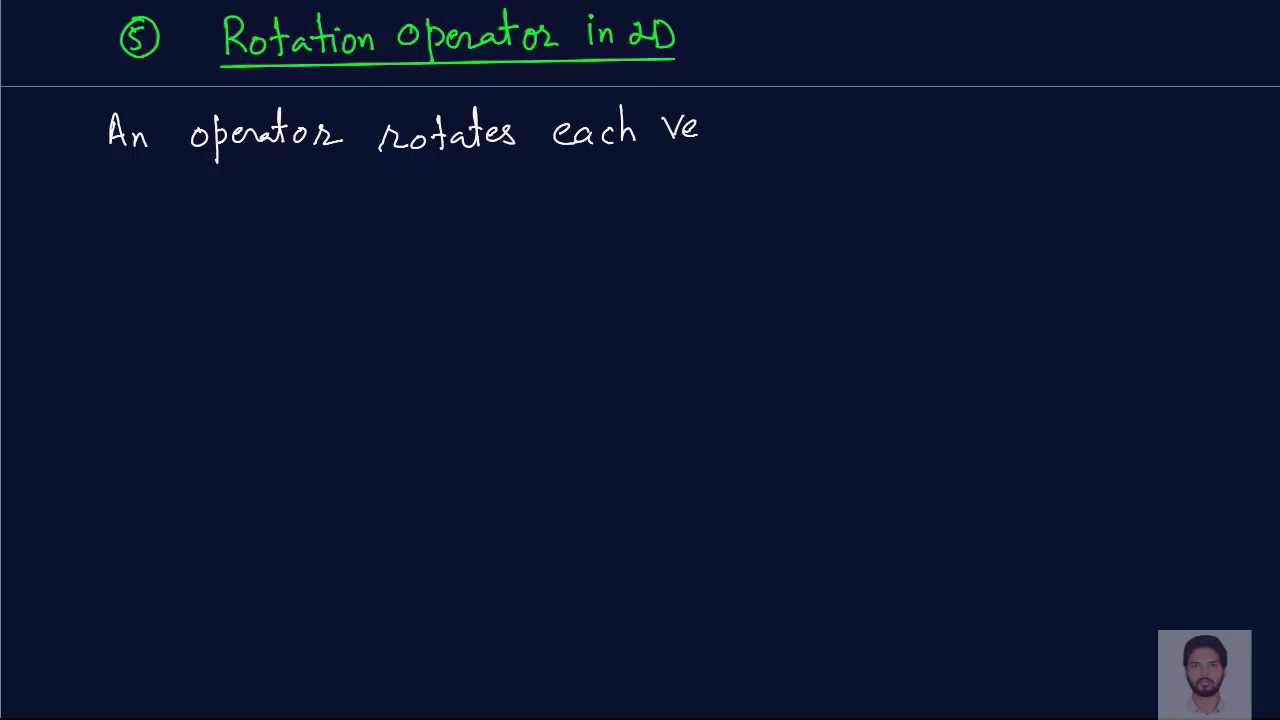 ⑤ Rotation operator in 2D
An operator rotates each ve